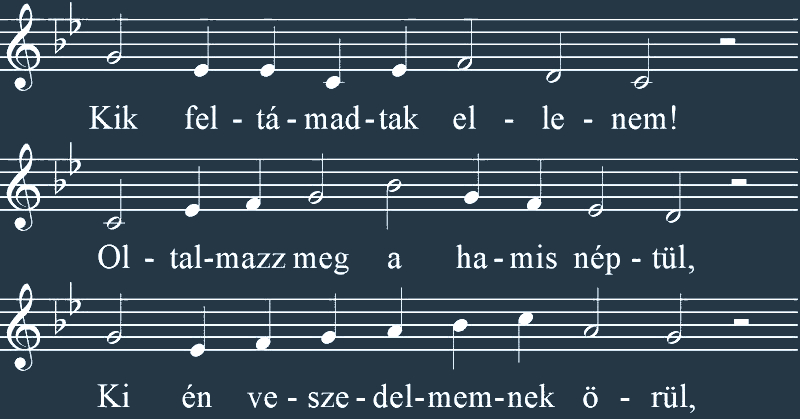 Kik fel - tá - mad - tak el - le - nem!
Ol - tal - mazz meg a ha - mis nép - tül,
Ki én ve - sze - del - mem - nek ö - rül,